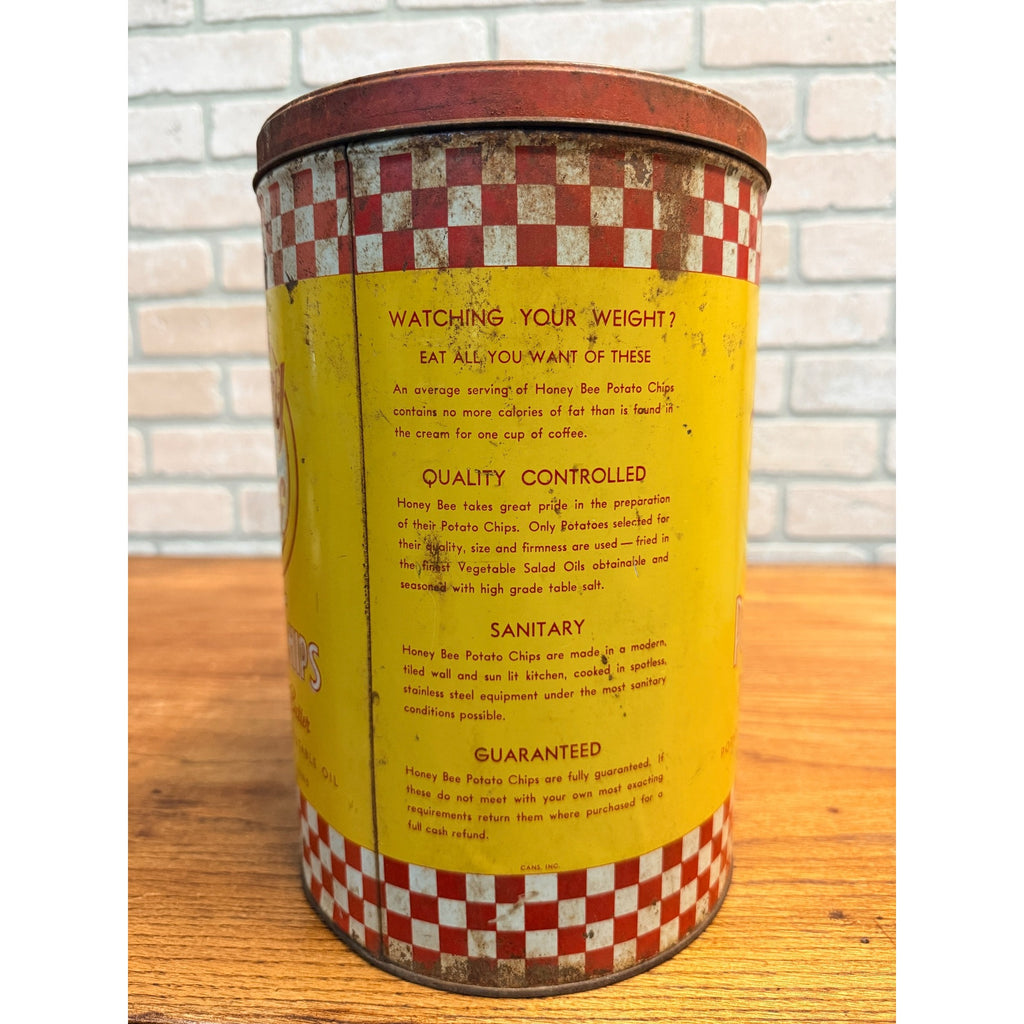 WATCHING YOUR WEIGHT?
EAT ALL YOU WANT OF THESE
An average serving of Honey Bee Potato Chips
contains no more calories of fat than is found in
the cream for one cup of coffee.
QUALITY CONTROLLED
Honey Bee takes great pride in the preparation
of their Potato Chips. Only Potatoes selected for
their quality, size and firmness are used — fried in
the finest Vegetable Salad Oils obtainable and
seasoned with high grade table salt.
SANITARY
Honey Bee Potato Chips are made in a modern,
tiled wall and sun lit kitchen, cooked in spotless,
stainless steel equipment under the most sanitary
conditions possible.
GUARANTEED
Honey Bee Potato Chips are fully guaranteed. If
these do not meet with your own most exacting
requirements return them where purchased for a
full cash refund.
CANS, INC.
HIPS
OIL